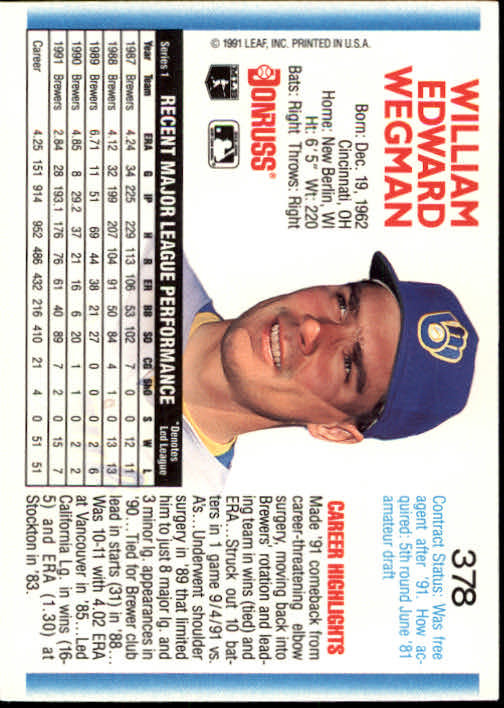 378
WILLIAM
EDWARD
WEGMAN
Born: Dec. 19, 1962
Cincinnati, OH
Home: New Berlin, WI
Ht: 6' 5" Wt: 220
Bats: Right Throws: Right
DONRUSS®
© 1991 LEAF, INC. PRINTED IN U.S.A.
Contract Status: Was free
agent after '91. How ac-
quired: 5th round June '81
amateur draft
CAREER HIGHLIGHTS
Made '91 comeback from
career-threatening elbow
surgery, moving back into
Brewers' rotation and lead-
ing team in wins (tied) and
ERA... Struck out 10 bat-
ters in 1 game 9/4/91 vs.
A's... Underwent shoulder
surgery in '89 that limited
him to just 8 major lg. and
3 minor lg. appearances in
'90... Tied for Brewer club
lead in starts (31) in '88...
Was 10-11 with 4.02 ERA
at Vancouver in '85... Led
California Lg. in wins (16-
5) and ERA (1.30) at
Stockton in '83.
Series 1 RECENT MAJOR LEAGUE PERFORMANCE *Denotes Led League
Year Team ERA G IP H R ER BB SO CG ShO S W L
1987 Brewers 4.24 34 225 229 113 106 53 102 7 0 0 12 11
1988 Brewers 4.12 32 199 207 104 91 50 84 4 1 0 13 13
1989 Brewers 6.71 11 51 69 44 38 21 27 0 0 0 2 6
1990 Brewers 4.85 8 29.2 37 21 16 6 20 1 1 0 2 2
1991 Brewers 2.84 28 193.1 176 76 61 40 89 7 2 0 15 7
Career 4.25 151 914 952 486 432 216 410 21 4 0 51 51